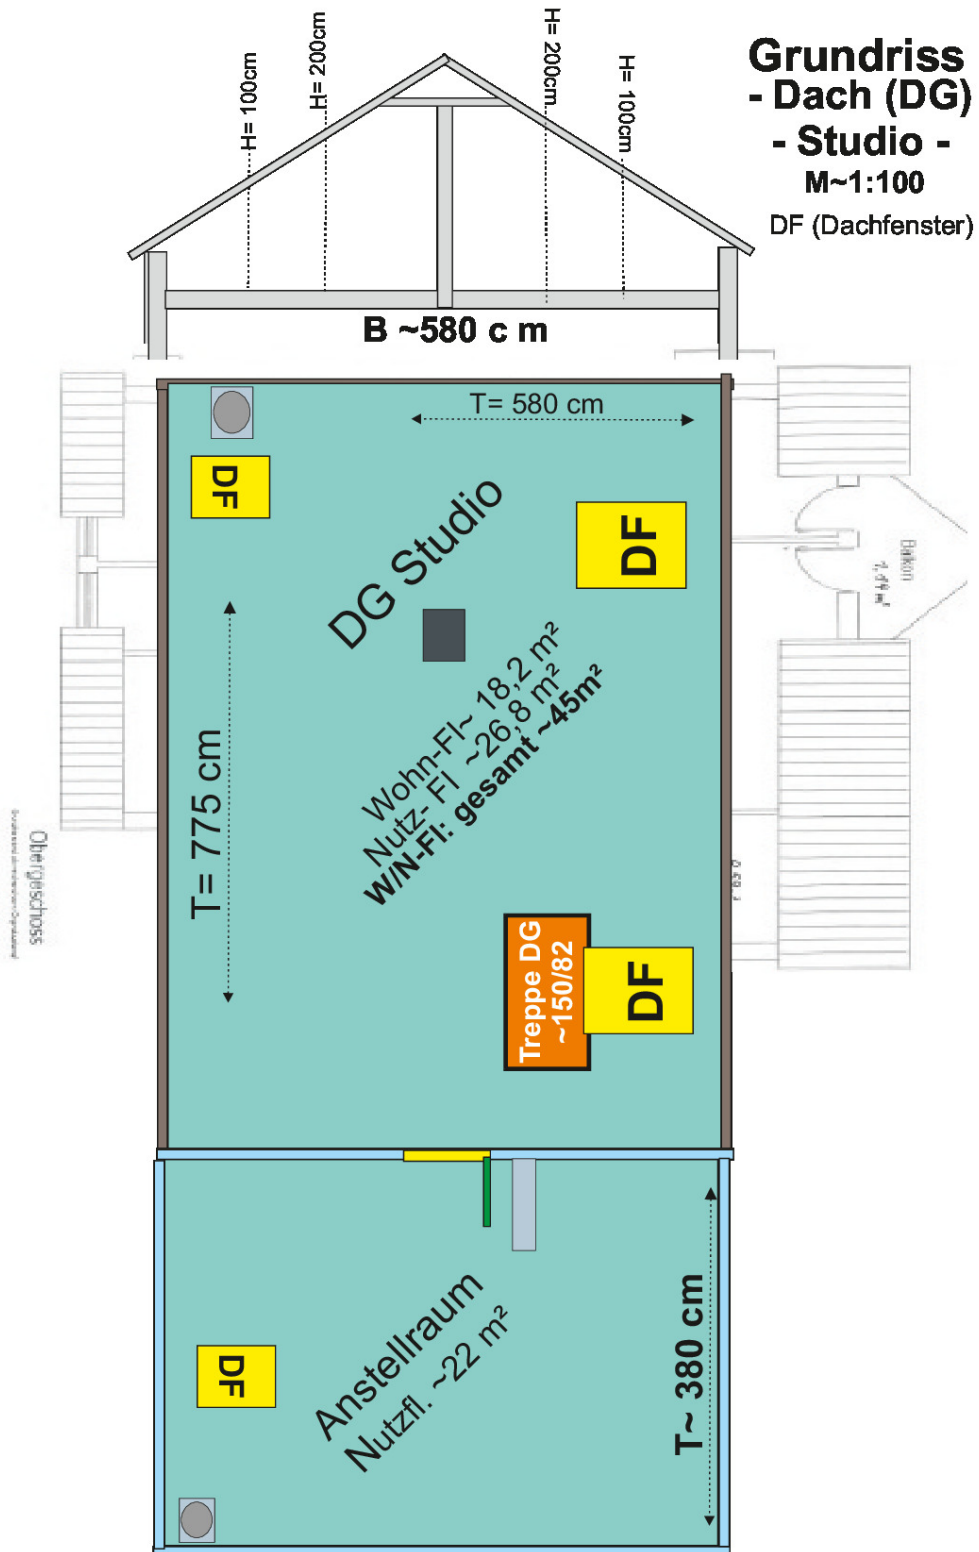 Grundriss
- Dach (DG)
- Studio -
M~1:100
DF (Dachfenster)
H= 100cm
H= 200cm
H= 200cm
H= 100cm
B ~580 c m
T= 580 cm
DF
DF
DG Studio
Balkon
Wohn-Fl~ 18,2 m²
Nutz- Fl ~26,8 m²
W/N-Fl: gesamt ~45m²
T= 775 cm
Obergeschoss
Treppe DG
~150/82
DF
Anstellraum
Nutzfl. ~22 m²
T~ 380 cm
DF